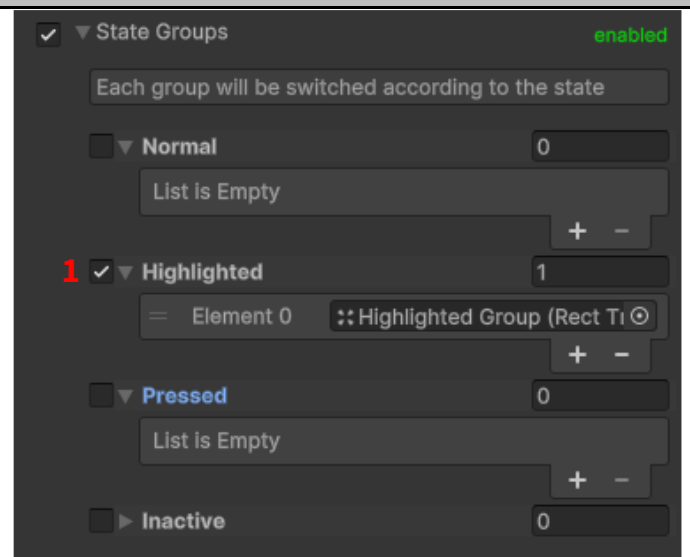 State Groups enabled
Each group will be switched according to the state
Normal 0
List is Empty
+ −
1 Highlighted 1
= Element 0 Highlighted Group (Rect Tr
+ −
Pressed 0
List is Empty
+ −
Inactive 0